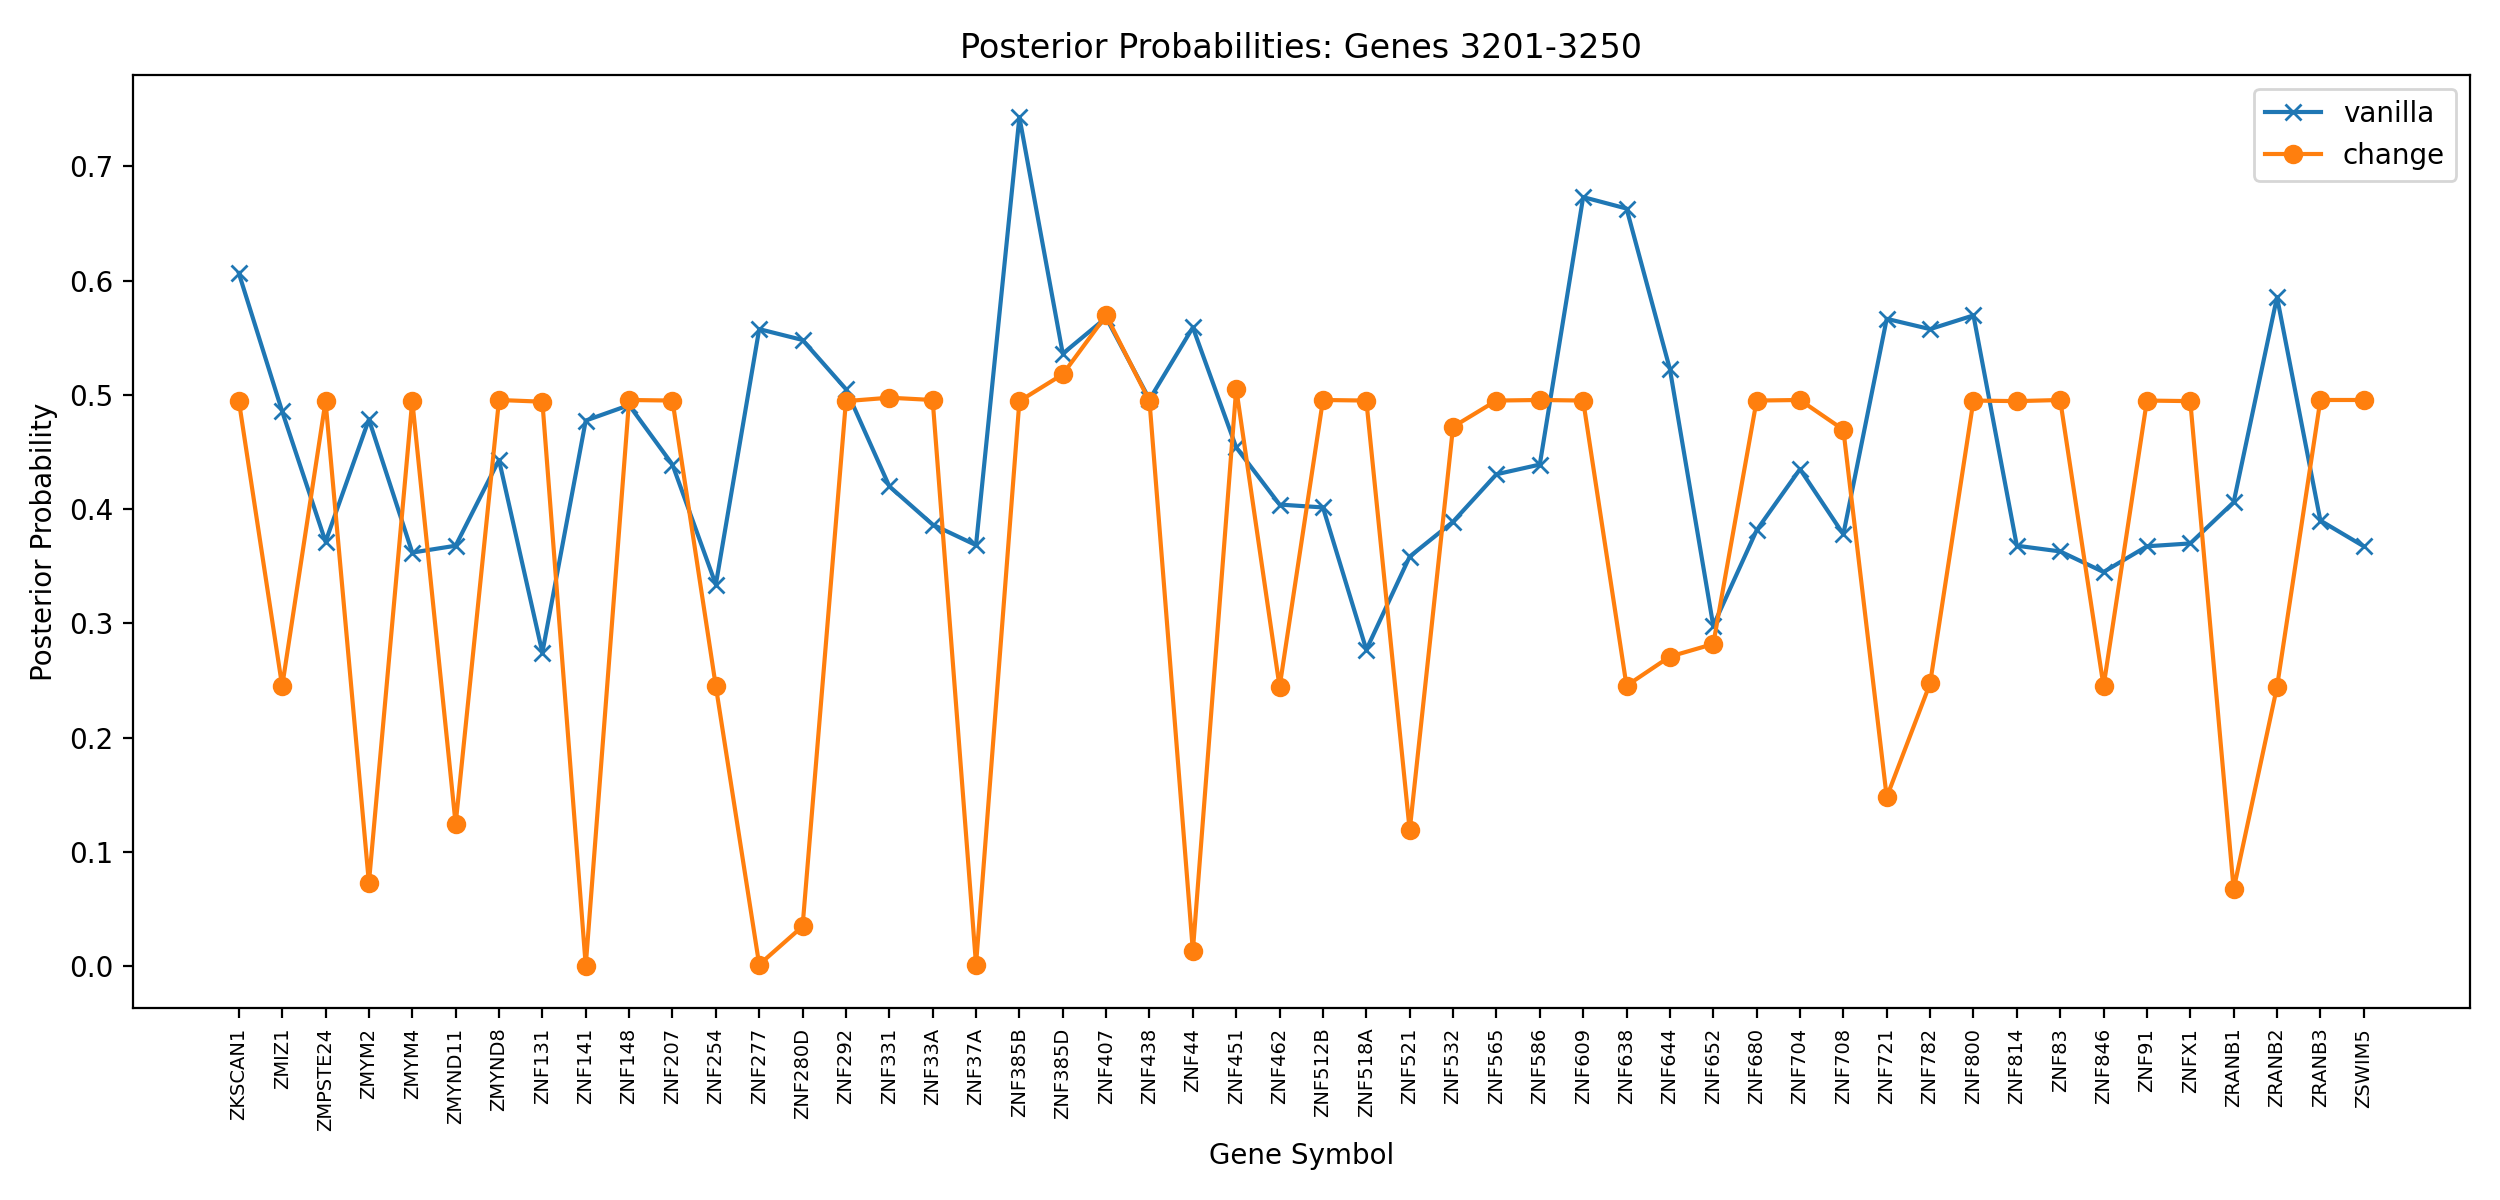 Posterior Probabilities: Genes 3201-3250
vanilla
change
0.7
0.6
0.5
0.4
0.3
0.2
0.1
0.0
Posterior Probability
ZKSCAN1
ZMIZ1
ZMPSTE24
ZMYM2
ZMYM4
ZMYND11
ZMYND8
ZNF131
ZNF141
ZNF148
ZNF207
ZNF254
ZNF277
ZNF280D
ZNF292
ZNF331
ZNF33A
ZNF37A
ZNF385B
ZNF385D
ZNF407
ZNF438
ZNF44
ZNF451
ZNF462
ZNF512B
ZNF518A
ZNF521
ZNF532
ZNF565
ZNF586
ZNF609
ZNF638
ZNF644
ZNF652
ZNF680
ZNF704
ZNF708
ZNF721
ZNF782
ZNF800
ZNF814
ZNF83
ZNF846
ZNF91
ZNFX1
ZRANB1
ZRANB2
ZRANB3
ZSWIM5
Gene Symbol